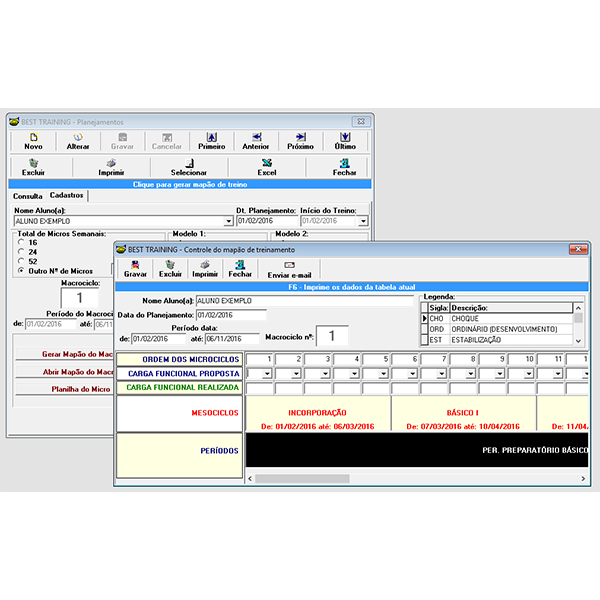 BEST TRAINING - Planejamentos
Novo Alterar Gravar Cancelar Primeiro Anterior Próximo Último
Excluir Imprimir Selecionar Excel Fechar
Clique para gerar mapão de treino
Consulta Cadastros
Nome Aluno(a): Dt. Planejamento: Início do Treino:
ALUNO EXEMPLO 01/02/2016 01/02/2016
Total de Micros Semanais: Modelo 1: Modelo 2:
16
24
52
Outro Nº de Micros
Macrociclo:
1
Período do Macroci
de: 01/02/2016 até: 06/11
Gerar Mapão do Mac
Abrir Mapão do Macr
Planilha do Micro
BEST TRAINING - Controle do mapão de treinamento
Gravar Excluir Imprimir Fechar Enviar e-mail
F6 - Imprime os dados da tabela atual
Nome Aluno(a): ALUNO EXEMPLO
Data do Planejamento: 01/02/2016
Período data:
de: 01/02/2016 até: 06/11/2016 Macrociclo nº: 1
Legenda:
Sigla: Descrição:
CHO CHOQUE
ORD ORDINÁRIO (DESENVOLVIMENTO)
EST ESTABILIZAÇÃO
ORDEM DOS MICROCICLOS 1 2 3 4 5 6 7 8 9 10 11 1
CARGA FUNCIONAL PROPOSTA
CARGA FUNCIONAL REALIZADA
MESOCICLOS INCORPORAÇÃO BÁSICO I
De: 01/02/2016 até: 06/03/2016 De: 07/03/2016 até: 10/04/2016 De: 11/04
PERÍODOS PER. PREPARATÓRIO BÁSICO